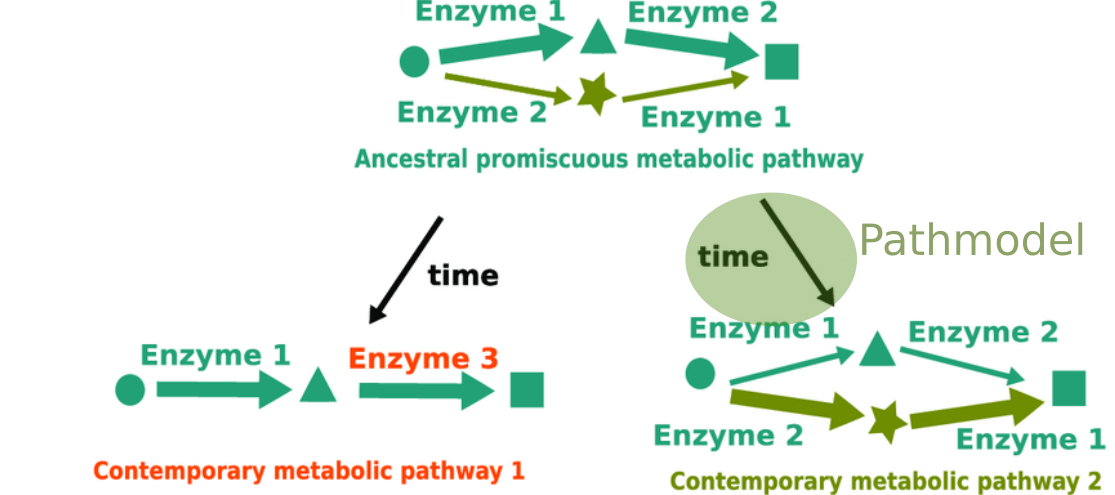 Enzyme 1
Enzyme 2
Enzyme 2
Enzyme 1
Ancestral promiscuous metabolic pathway
time
time
Pathmodel
Enzyme 1
Enzyme 3
Enzyme 1
Enzyme 2
Enzyme 2
Enzyme 1
Contemporary metabolic pathway 1
Contemporary metabolic pathway 2